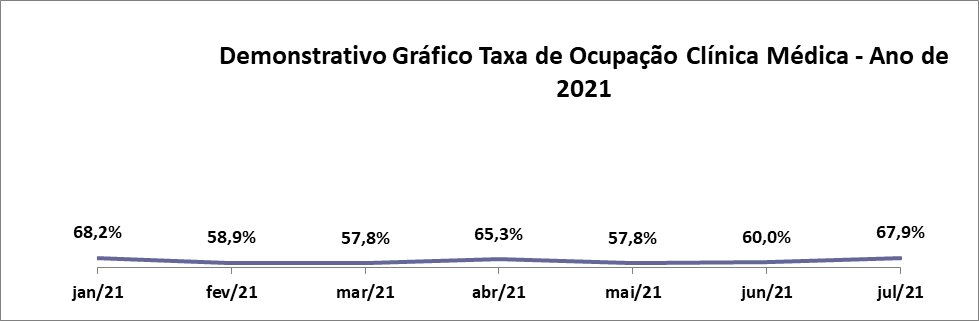 Demonstrativo Gráfico Taxa de Ocupação Clínica Médica - Ano de
2021
68,2% 58,9% 57,8% 65,3% 57,8% 60,0% 67,9%
jan/21 fev/21 mar/21 abr/21 mai/21 jun/21 jul/21